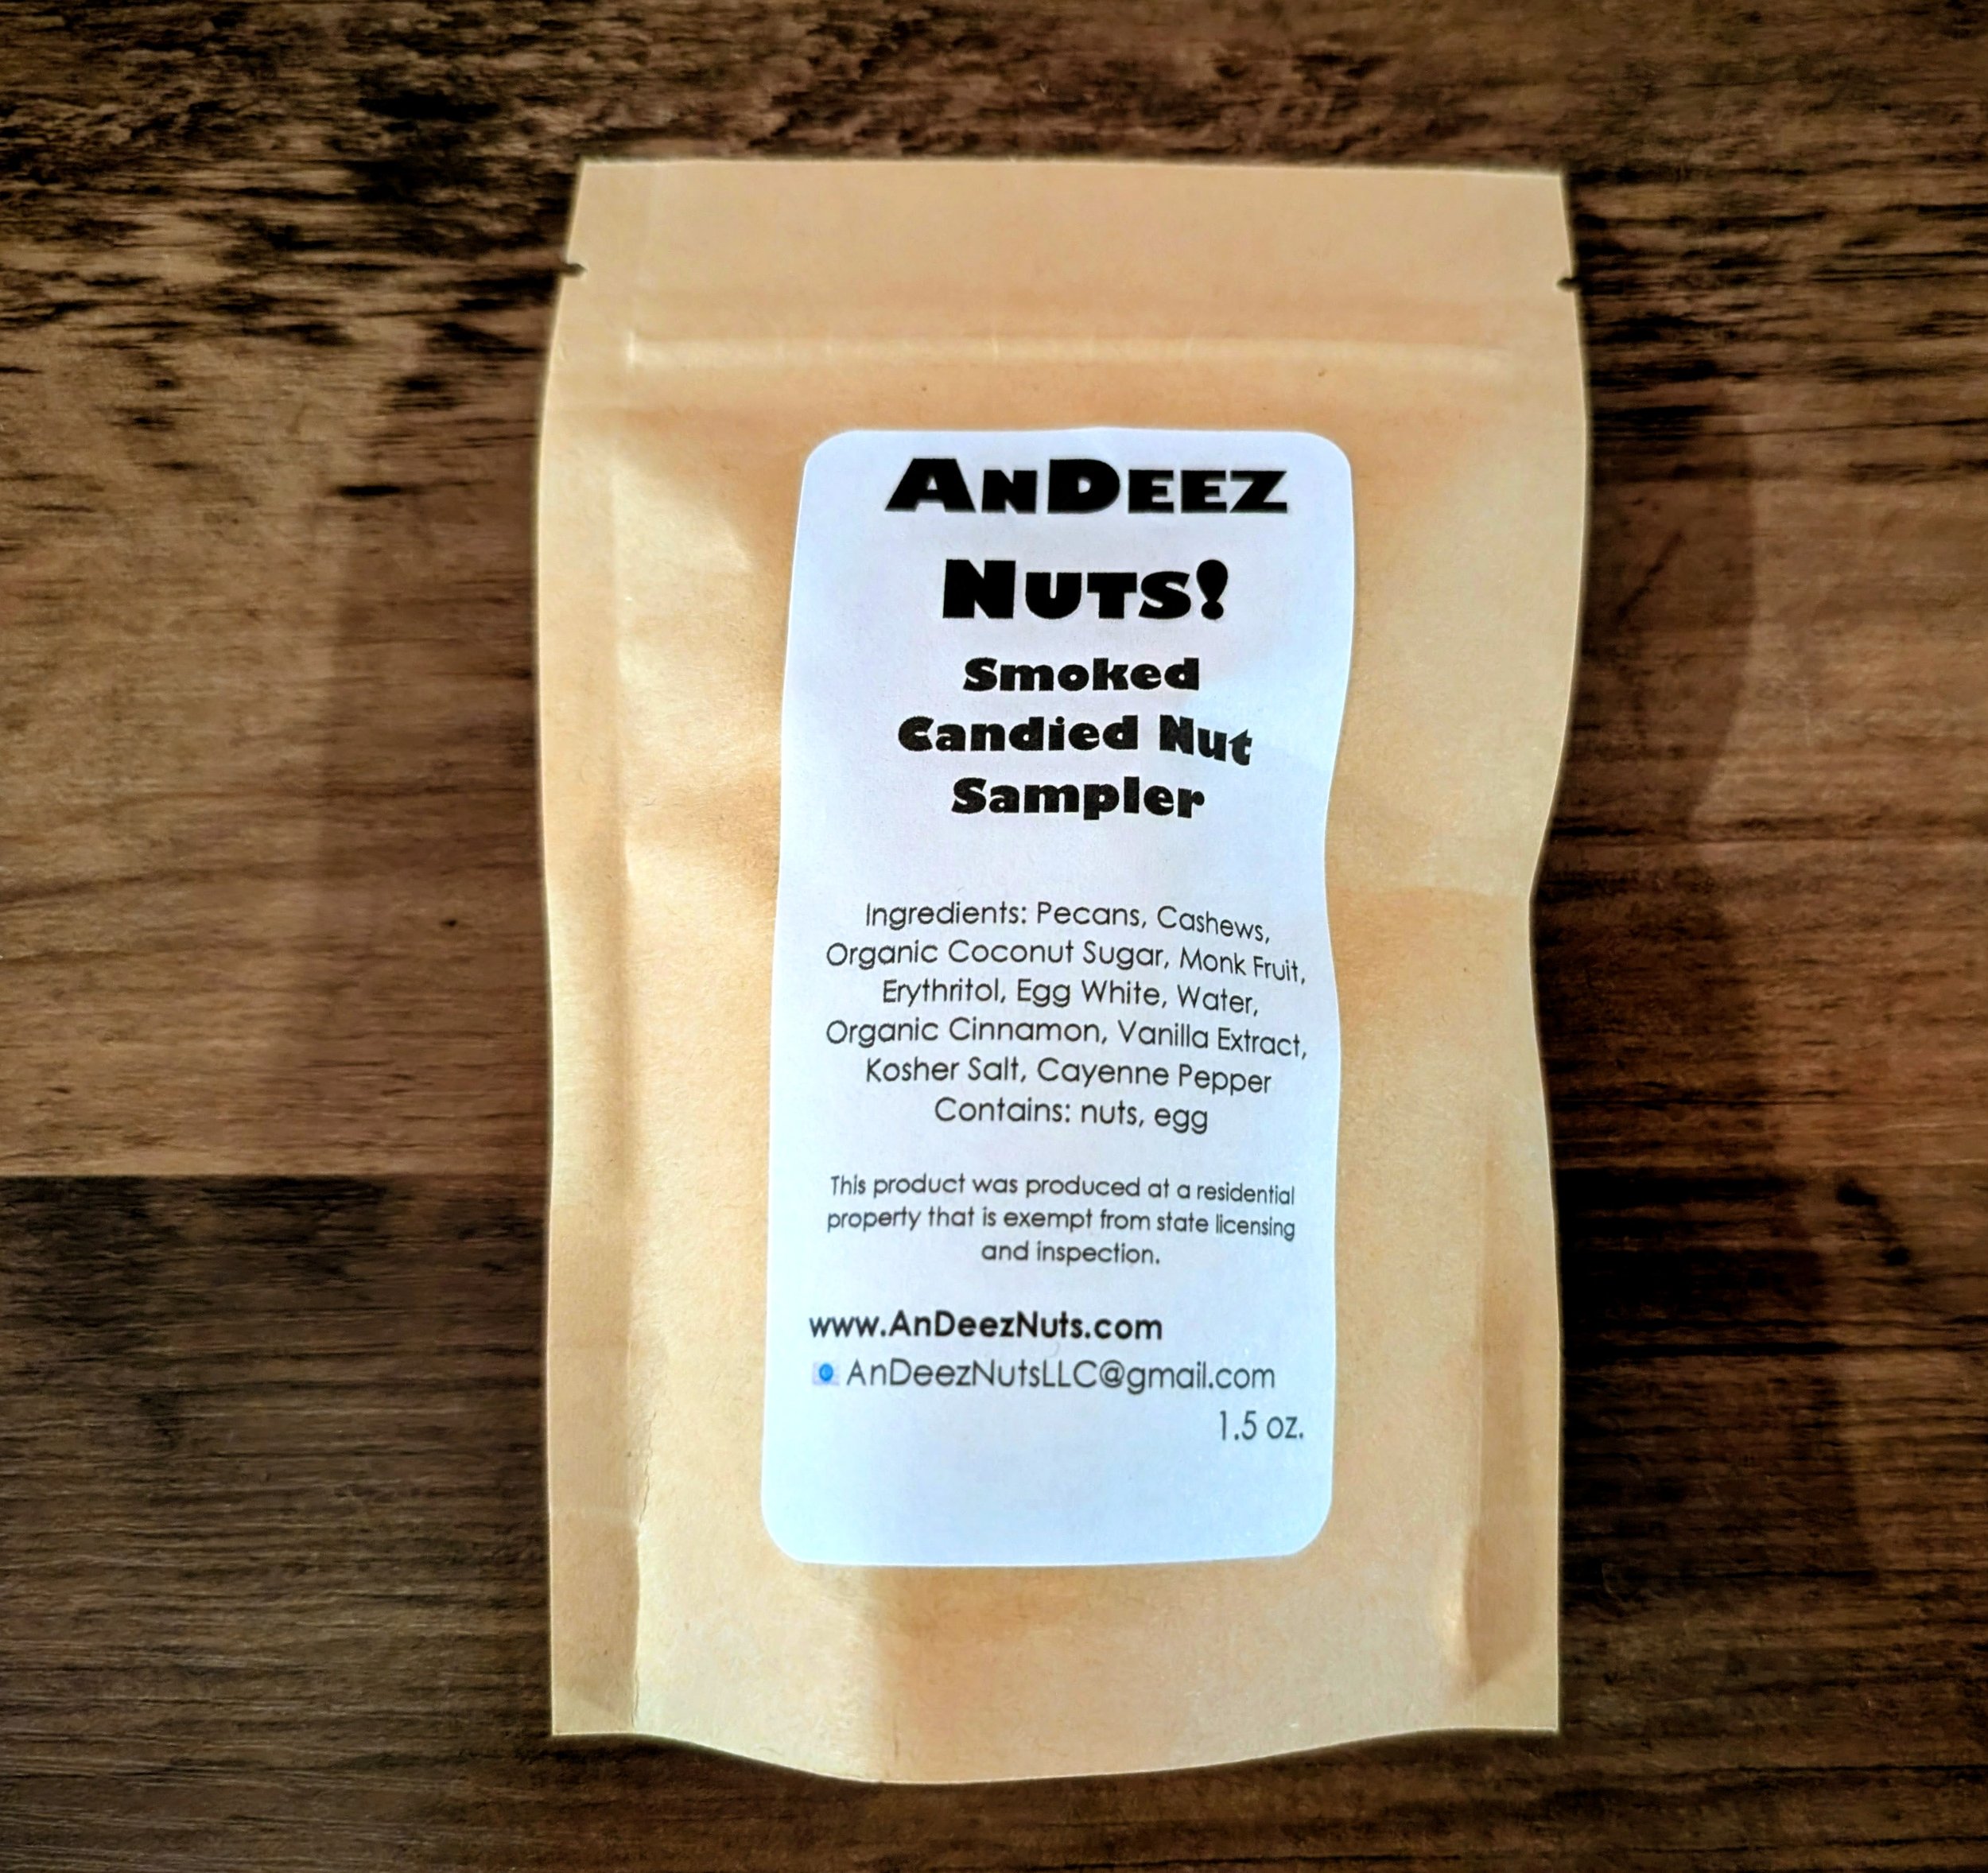 AnDeez
Nuts!
Smoked
Candied Nut
Sampler
Ingredients: Pecans, Cashews,
Organic Coconut Sugar, Monk Fruit,
Erythritol, Egg White, Water,
Organic Cinnamon, Vanilla Extract,
Kosher Salt, Cayenne Pepper
Contains: nuts, egg
This product was produced at a residential
property that is exempt from state licensing
and inspection.
www.AnDeezNuts.com
AnDeezNutsLLC@gmail.com
1.5 oz.